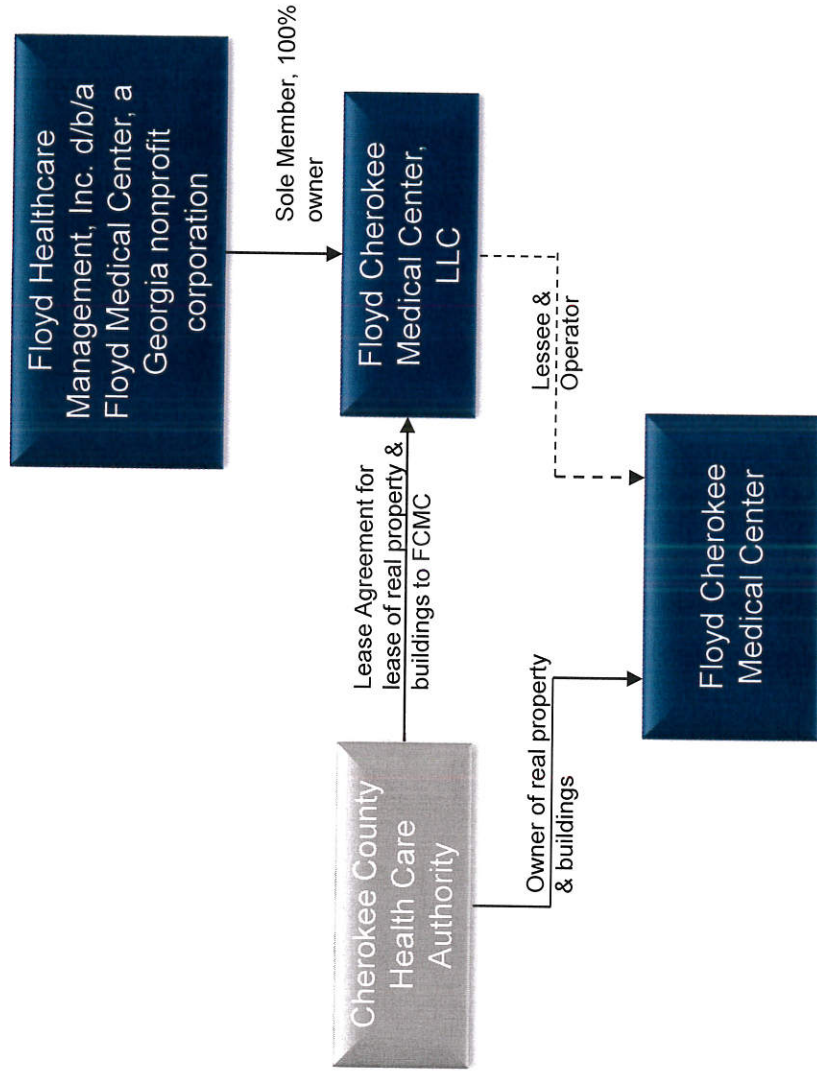 Floyd Healthcare
Management, Inc. d/b/a
Floyd Medical Center, a
Georgia nonprofit
corporation
Sole Member, 100%
owner
Cherokee County
Health Care
Authority
Lease Agreement for
lease of real property &
buildings to FCMC
Floyd Cherokee
Medical Center,
LLC
Owner of real property
& buildings
Lessee &
Operator
Floyd Cherokee
Medical Center